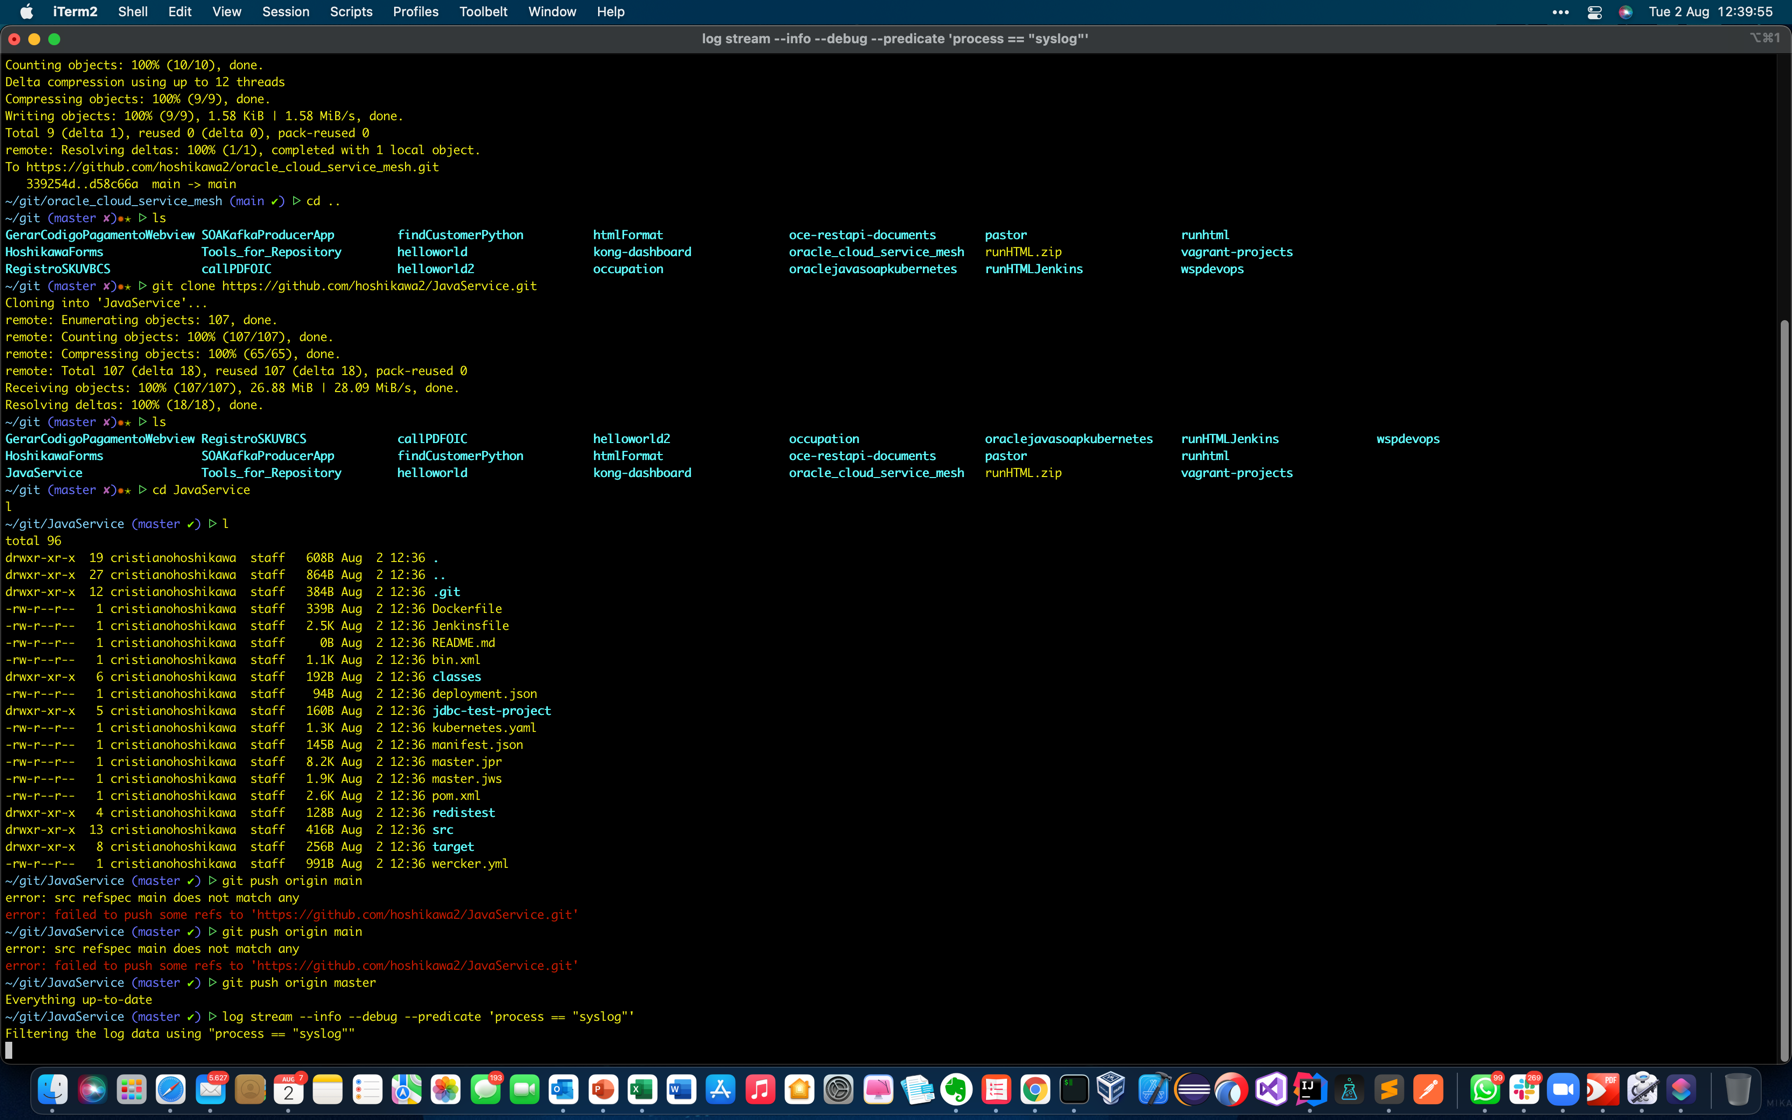 iTerm2 Shell Edit View Session Scripts Profiles Toolbelt Window Help Tue 2 Aug 12:39:55
log stream --info --debug --predicate 'process == "syslog"' ⌥⌘1
Counting objects: 100% (10/10), done.
Delta compression using up to 12 threads
Compressing objects: 100% (9/9), done.
Writing objects: 100% (9/9), 1.58 KiB | 1.58 MiB/s, done.
Total 9 (delta 1), reused 0 (delta 0), pack-reused 0
remote: Resolving deltas: 100% (1/1), completed with 1 local object.
To https://github.com/hoshikawa2/oracle_cloud_service_mesh.git
339254d..d58c66a main -> main
~/git/oracle_cloud_service_mesh (main ✔) ▷ cd ..
~/git (master ✘)✹★ ▷ ls
GerarCodigoPagamentoWebview SOAKafkaProducerApp findCustomerPython htmlFormat oce-restapi-documents pastor runhtml
HoshikawaForms Tools_for_Repository helloworld kong-dashboard oracle_cloud_service_mesh runHTML.zip vagrant-projects
RegistroSKUVBCS callPDFOIC helloworld2 occupation oraclejavasoapkubernetes runHTMLJenkins wspdevops
~/git (master ✘)✹★ ▷ git clone https://github.com/hoshikawa2/JavaService.git
Cloning into 'JavaService'...
remote: Enumerating objects: 107, done.
remote: Counting objects: 100% (107/107), done.
remote: Compressing objects: 100% (65/65), done.
remote: Total 107 (delta 18), reused 107 (delta 18), pack-reused 0
Receiving objects: 100% (107/107), 26.88 MiB | 28.09 MiB/s, done.
Resolving deltas: 100% (18/18), done.
~/git (master ✘)✹★ ▷ ls
GerarCodigoPagamentoWebview RegistroSKUVBCS callPDFOIC helloworld2 occupation oraclejavasoapkubernetes runHTMLJenkins wspdevops
HoshikawaForms SOAKafkaProducerApp findCustomerPython htmlFormat oce-restapi-documents pastor runhtml
JavaService Tools_for_Repository helloworld kong-dashboard oracle_cloud_service_mesh runHTML.zip vagrant-projects
~/git (master ✘)✹★ ▷ cd JavaService
l
~/git/JavaService (master ✔) ▷ l
total 96
drwxr-xr-x 19 cristianohoshikawa staff 608B Aug 2 12:36 .
drwxr-xr-x 27 cristianohoshikawa staff 864B Aug 2 12:36 ..
drwxr-xr-x 12 cristianohoshikawa staff 384B Aug 2 12:36 .git
-rw-r--r-- 1 cristianohoshikawa staff 339B Aug 2 12:36 Dockerfile
-rw-r--r-- 1 cristianohoshikawa staff 2.5K Aug 2 12:36 Jenkinsfile
-rw-r--r-- 1 cristianohoshikawa staff 0B Aug 2 12:36 README.md
-rw-r--r-- 1 cristianohoshikawa staff 1.1K Aug 2 12:36 bin.xml
drwxr-xr-x 6 cristianohoshikawa staff 192B Aug 2 12:36 classes
-rw-r--r-- 1 cristianohoshikawa staff 94B Aug 2 12:36 deployment.json
drwxr-xr-x 5 cristianohoshikawa staff 160B Aug 2 12:36 jdbc-test-project
-rw-r--r-- 1 cristianohoshikawa staff 1.3K Aug 2 12:36 kubernetes.yaml
-rw-r--r-- 1 cristianohoshikawa staff 145B Aug 2 12:36 manifest.json
-rw-r--r-- 1 cristianohoshikawa staff 8.2K Aug 2 12:36 master.jpr
-rw-r--r-- 1 cristianohoshikawa staff 1.9K Aug 2 12:36 master.jws
-rw-r--r-- 1 cristianohoshikawa staff 2.6K Aug 2 12:36 pom.xml
drwxr-xr-x 4 cristianohoshikawa staff 128B Aug 2 12:36 redistest
drwxr-xr-x 13 cristianohoshikawa staff 416B Aug 2 12:36 src
drwxr-xr-x 8 cristianohoshikawa staff 256B Aug 2 12:36 target
-rw-r--r-- 1 cristianohoshikawa staff 991B Aug 2 12:36 wercker.yml
~/git/JavaService (master ✔) ▷ git push origin main
error: src refspec main does not match any
error: failed to push some refs to 'https://github.com/hoshikawa2/JavaService.git'
~/git/JavaService (master ✔) ▷ git push origin main
error: src refspec main does not match any
error: failed to push some refs to 'https://github.com/hoshikawa2/JavaService.git'
~/git/JavaService (master ✔) ▷ git push origin master
Everything up-to-date
~/git/JavaService (master ✔) ▷ log stream --info --debug --predicate 'process == "syslog"'
Filtering the log data using "process == "syslog""
5.627 AUG 7 2 193 99 269 PDF